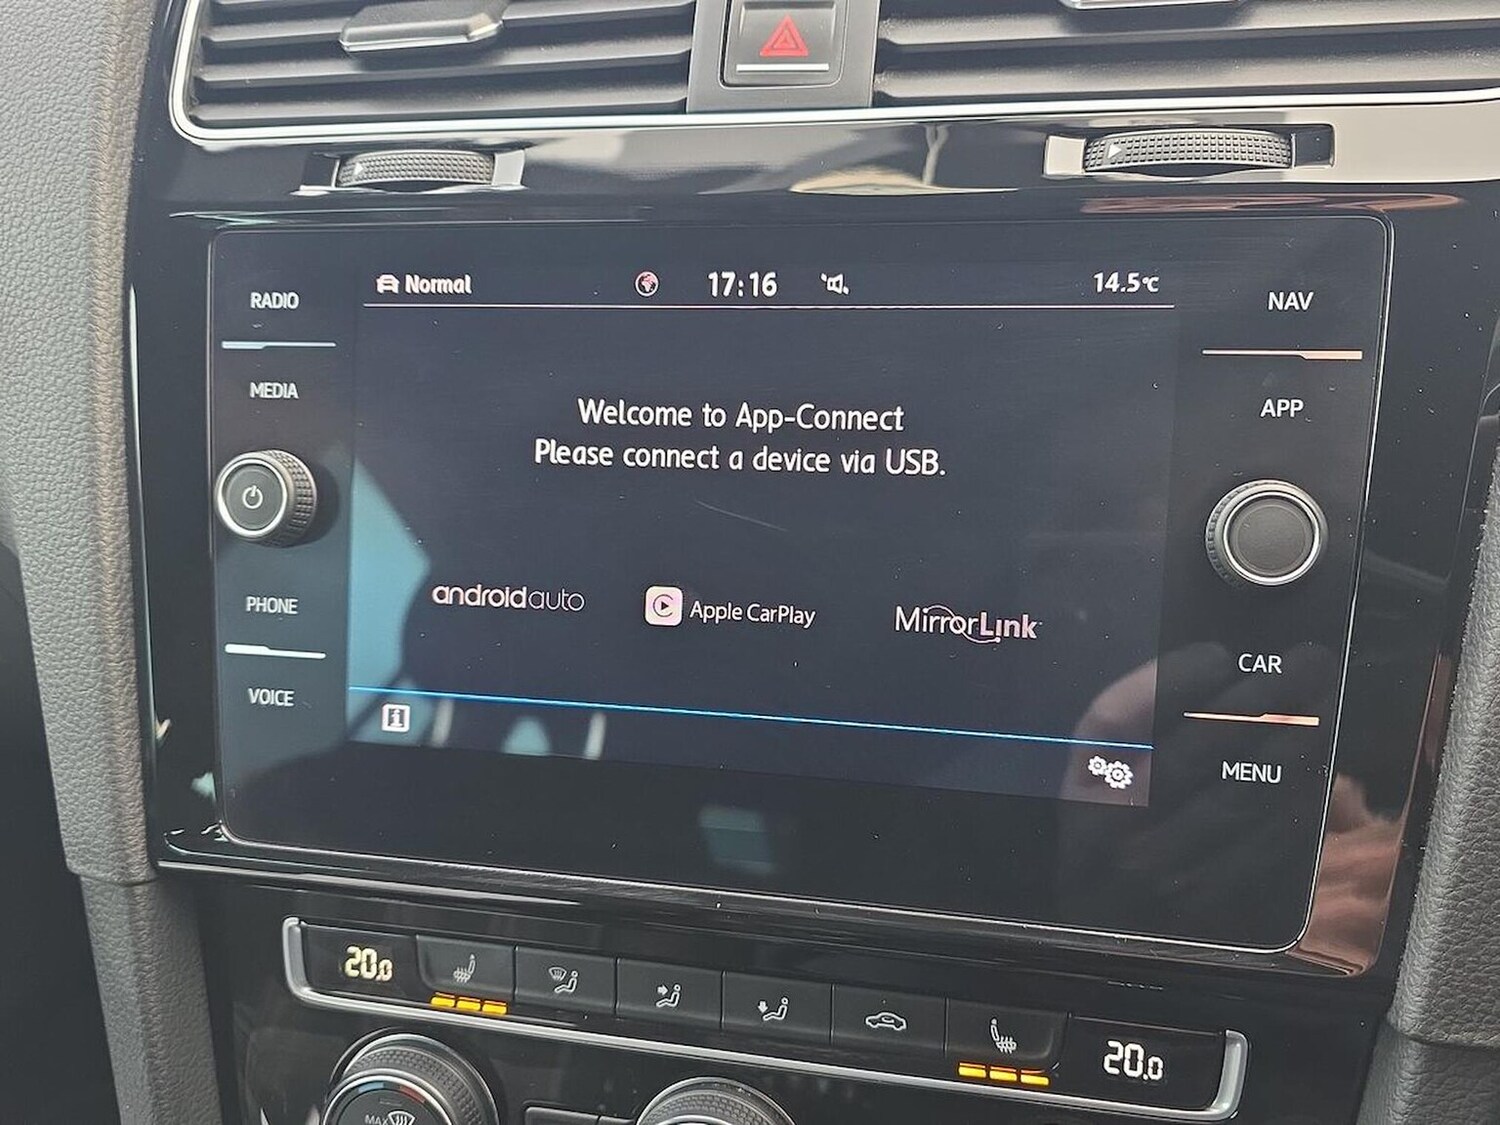 Normal 17:16 14.5°C
RADIO
MEDIA
PHONE
VOICE
Welcome to App-Connect
Please connect a device via USB.
androidauto
Apple CarPlay
MirrorLink
NAV
APP
CAR
MENU
20.0
20.0
MAX